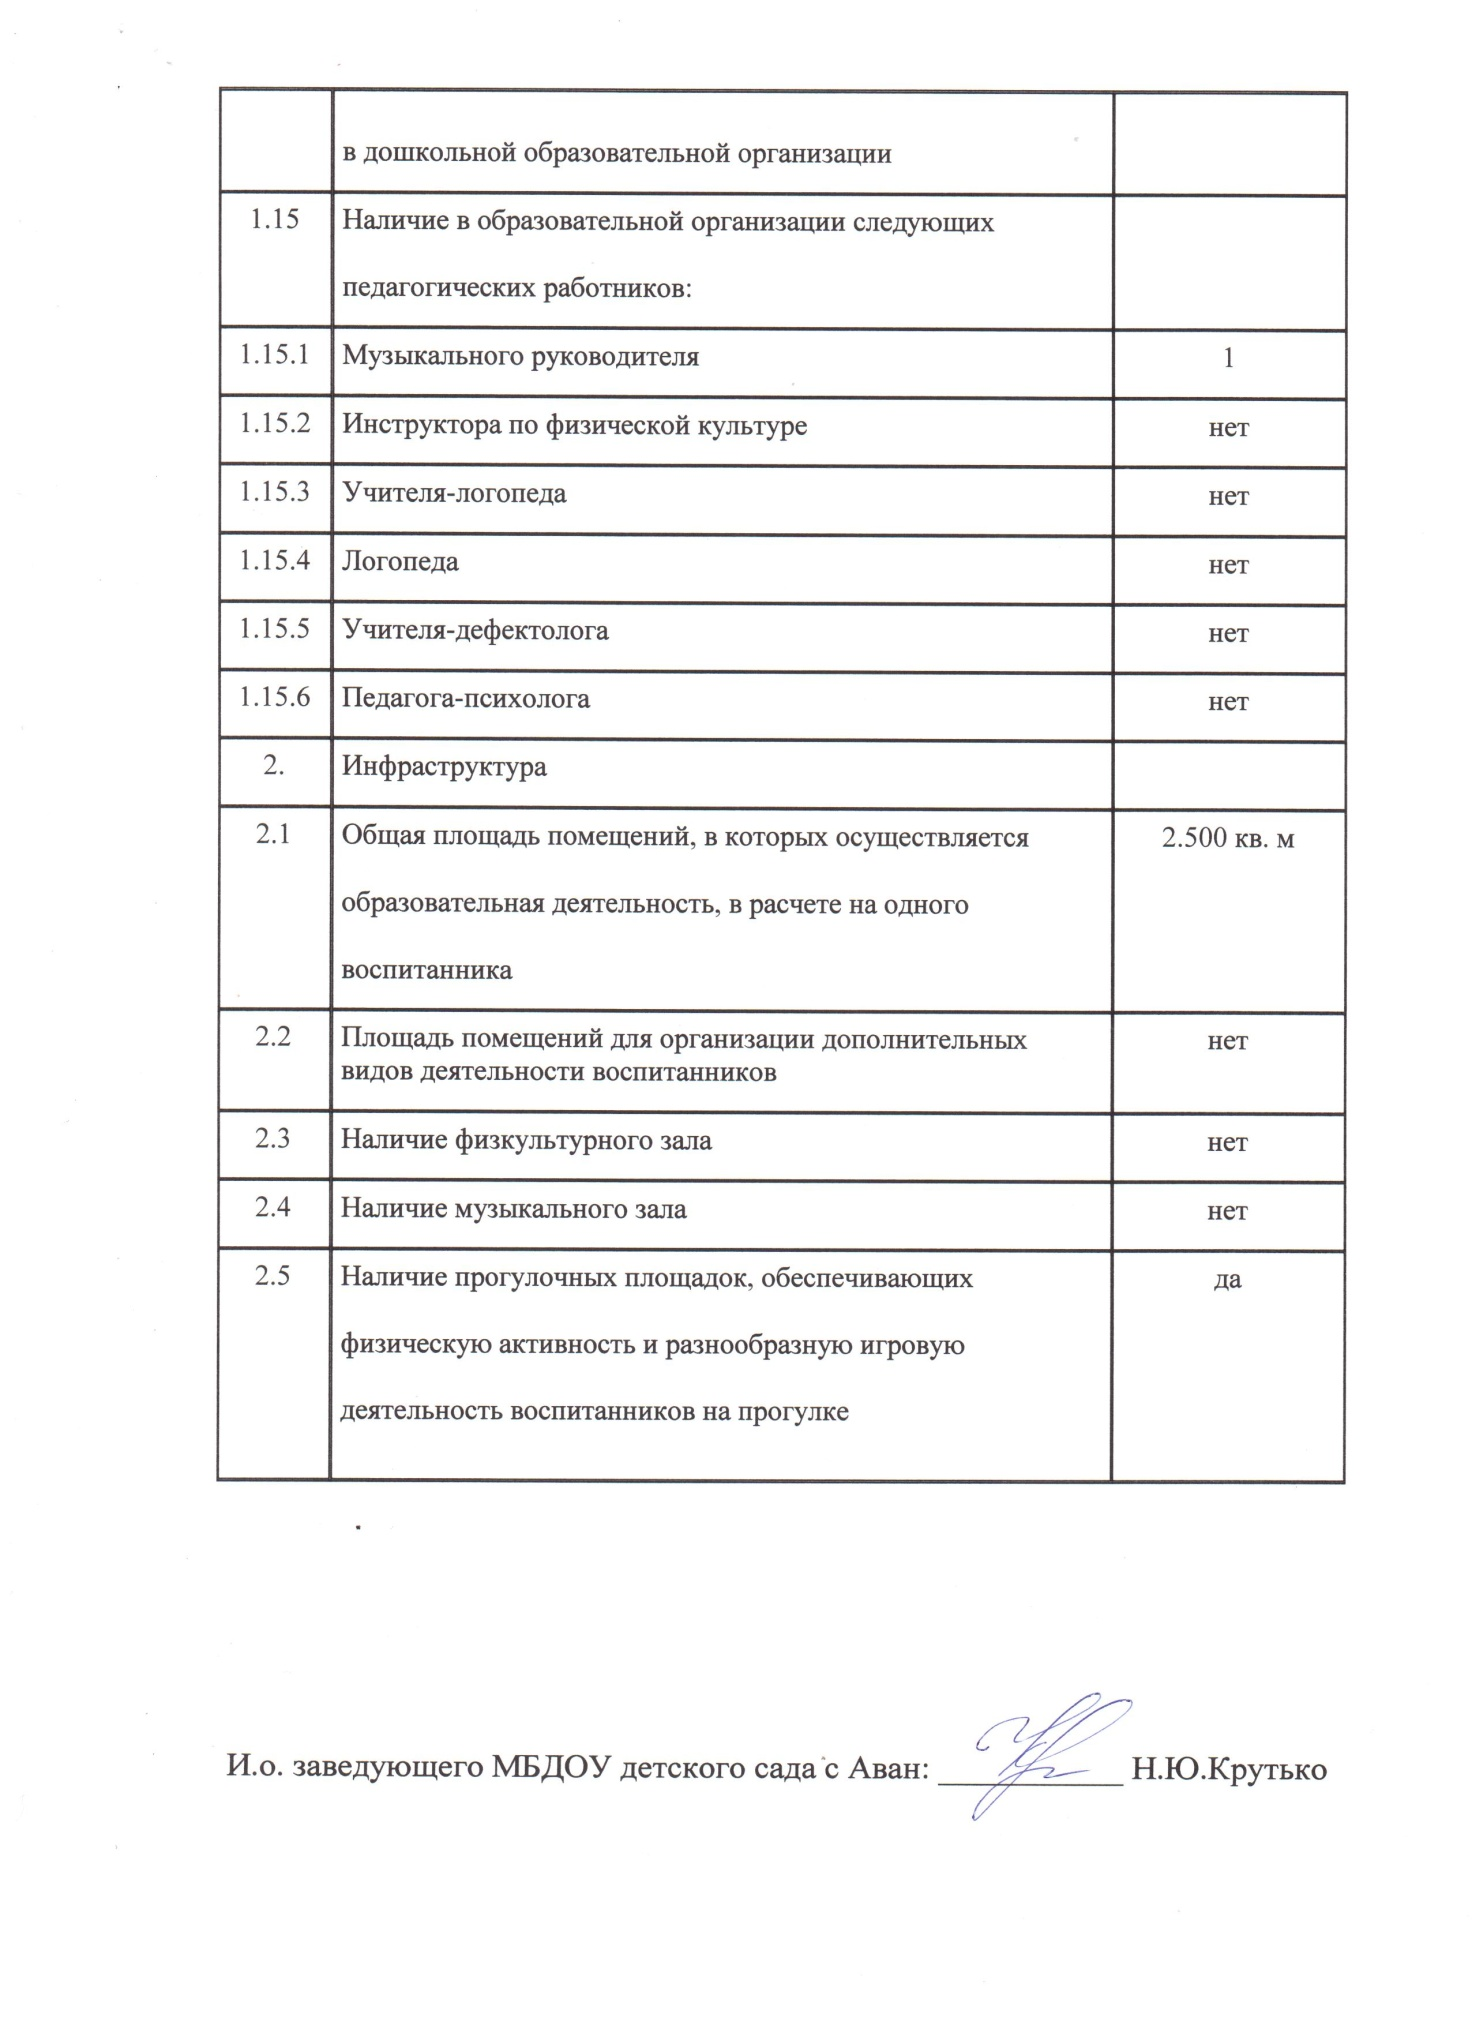 в дошкольной образовательной организации
1.15 Наличие в образовательной организации следующих
педагогических работников:
1.15.1 Музыкального руководителя 1
1.15.2 Инструктора по физической культуре нет
1.15.3 Учителя-логопеда нет
1.15.4 Логопеда нет
1.15.5 Учителя-дефектолога нет
1.15.6 Педагога-психолога нет
2. Инфраструктура
2.1 Общая площадь помещений, в которых осуществляется 2.500 кв. м
образовательная деятельность, в расчете на одного
воспитанника
2.2 Площадь помещений для организации дополнительных нет
видов деятельности воспитанников
2.3 Наличие физкультурного зала нет
2.4 Наличие музыкального зала нет
2.5 Наличие прогулочных площадок, обеспечивающих да
физическую активность и разнообразную игровую
деятельность воспитанников на прогулке
И.о. заведующего МБДОУ детского сада с Аван: Н.Ю.Крутько